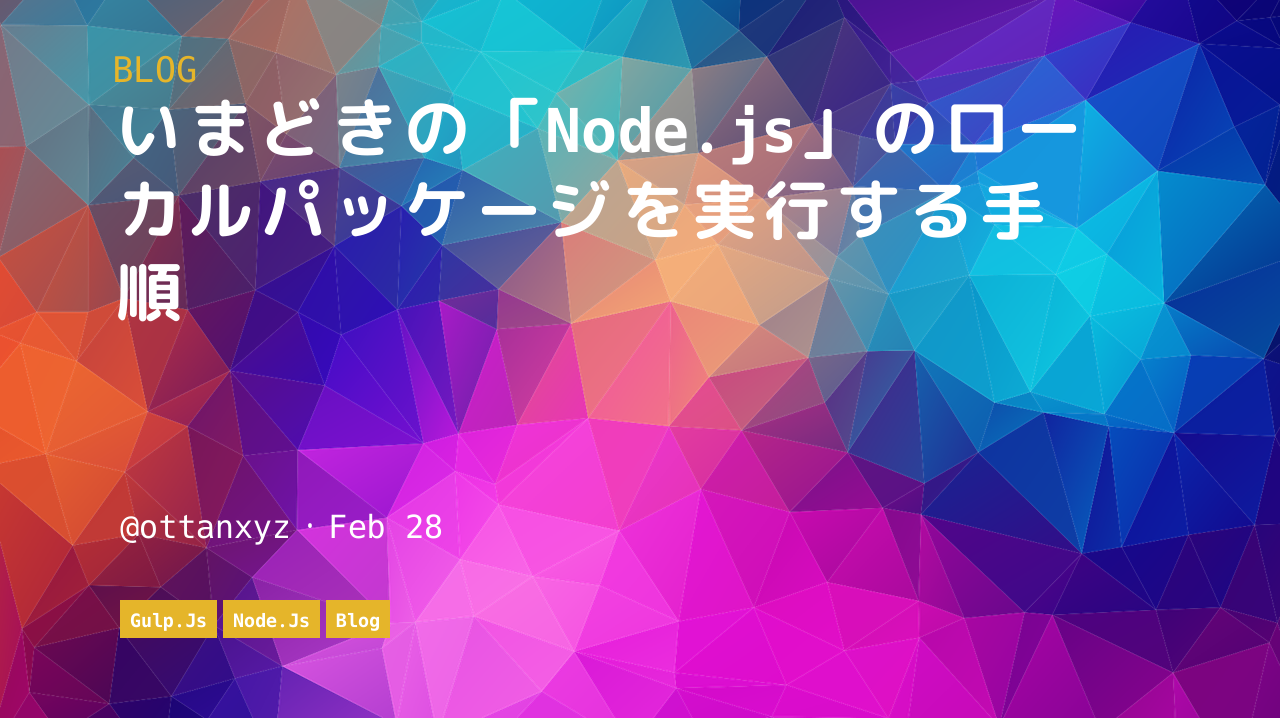 BLOG
いまどきの「Node.js」のロー
カルパッケージを実行する手
順
@ottanxyz · Feb 28
Gulp.Js Node.Js Blog